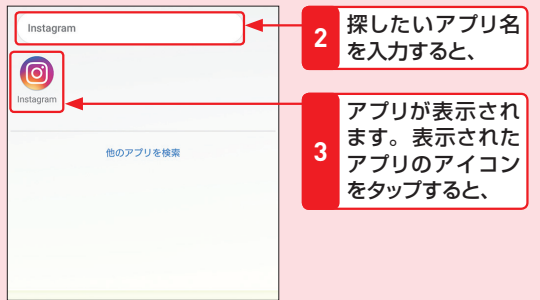 Instagram
2
探したいアプリ名
を入力すると、
Instagram
3
アプリが表示され
ます。表示された
アプリのアイコン
をタップすると、
他のアプリを検索